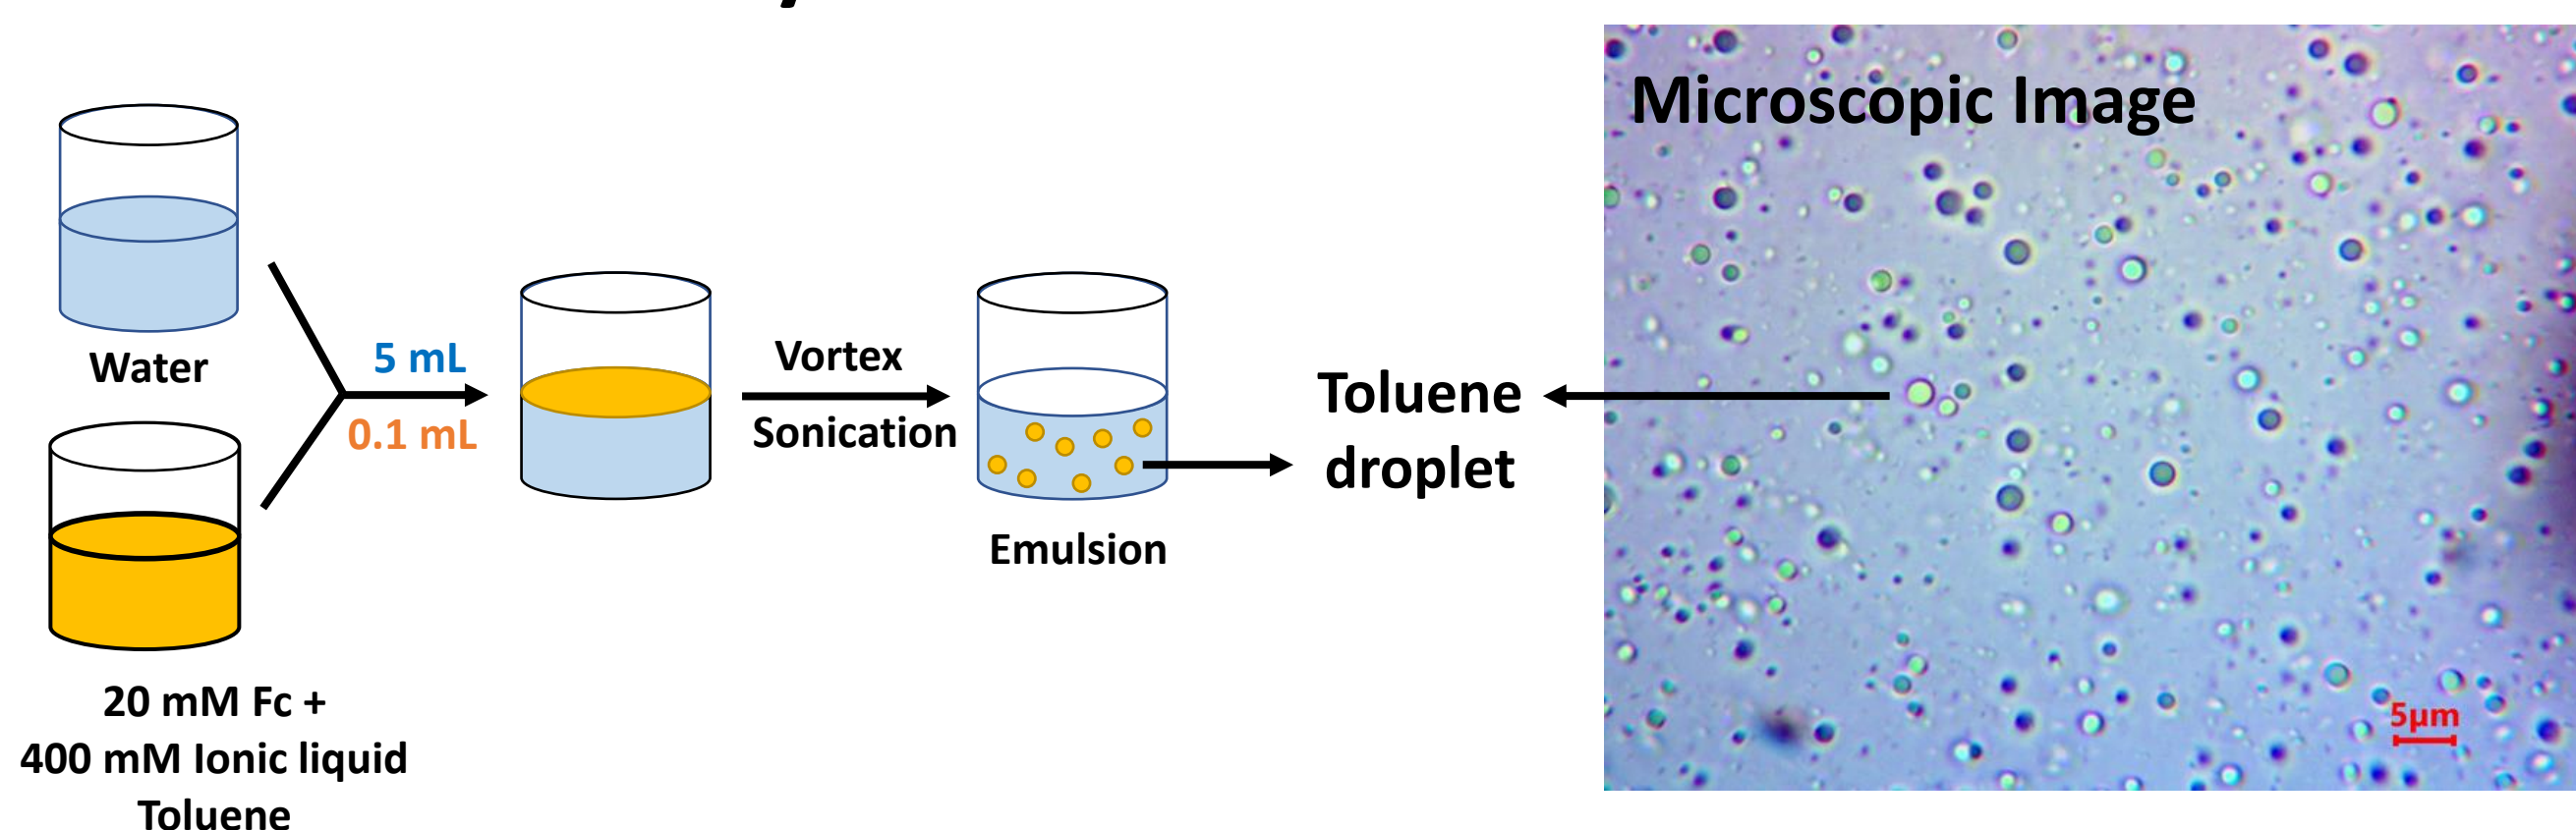 Water
20 mM Fc +
400 mM Ionic liquid
Toluene
5 mL
0.1 mL
Vortex
Sonication
Emulsion
Toluene
droplet
Microscopic Image
5μm